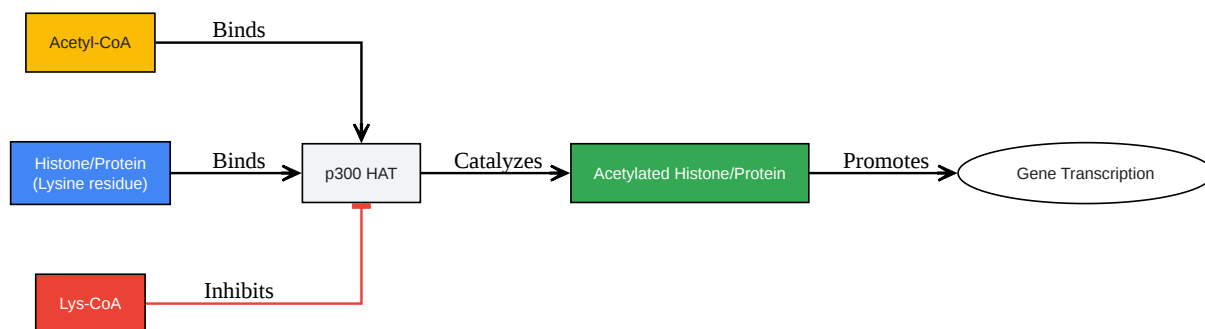 Acetyl-CoA
Binds
Histone/Protein
(Lysine residue)
Binds
p300 HAT
Catalyzes
Acetylated Histone/Protein
Promotes
Gene Transcription
Lys-CoA
Inhibits